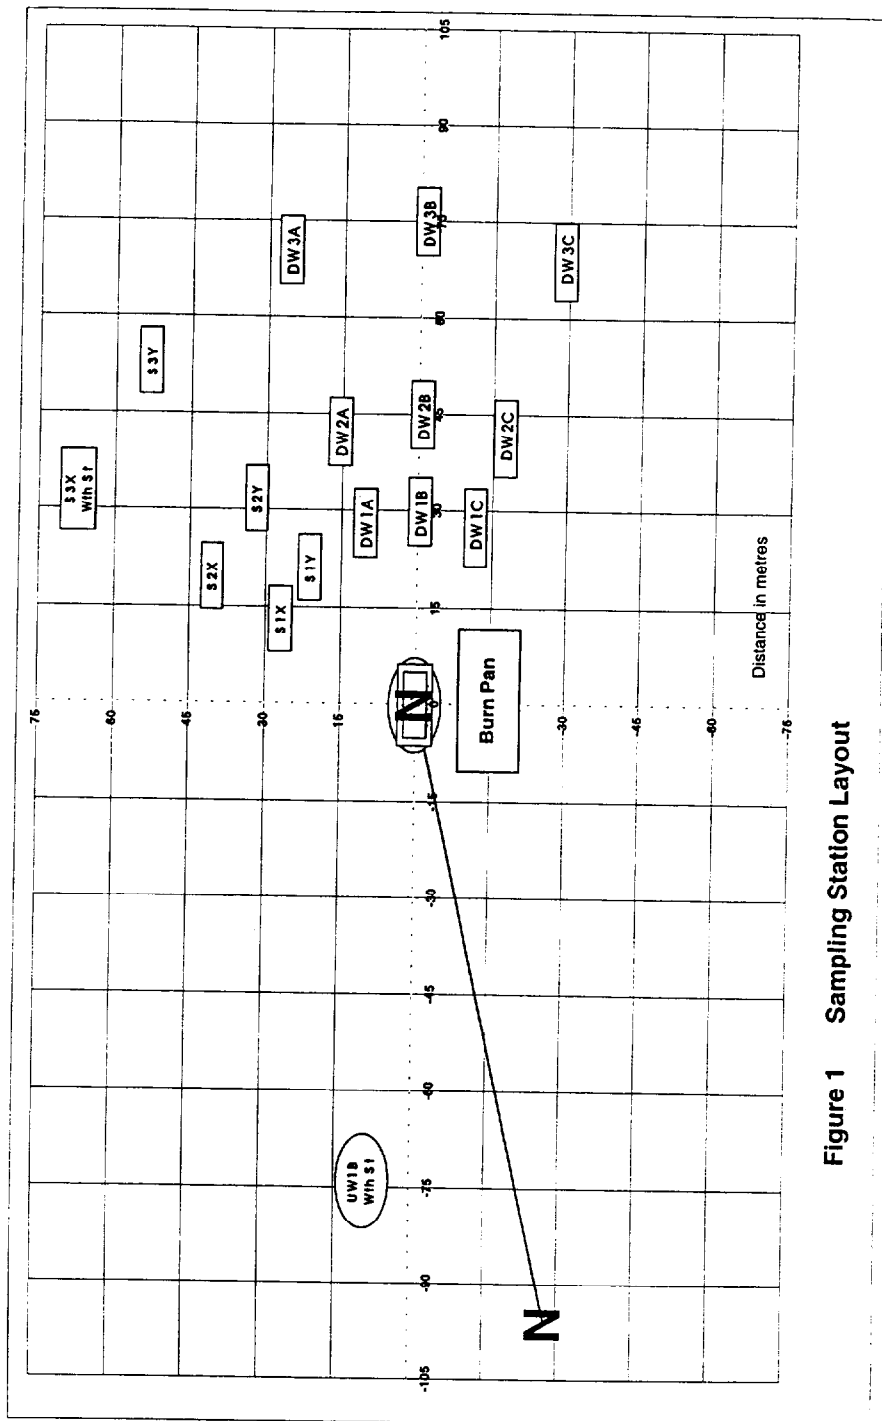 75
60
45
30
15
-30
-45
-60
-75
S3X
Wth St
S3Y
S2X
S2Y
S1X
S1Y
DW3A
DW2A
DW1A
UW1B
Wth St
N
DW1B
DW2B
DW3B
-105
-90
-75
-60
-45
-30
-15
0
15
30
45
60
75
90
105
DW1C
DW2C
DW3C
Burn Pan
N
Distance in metres
Figure 1 Sampling Station Layout